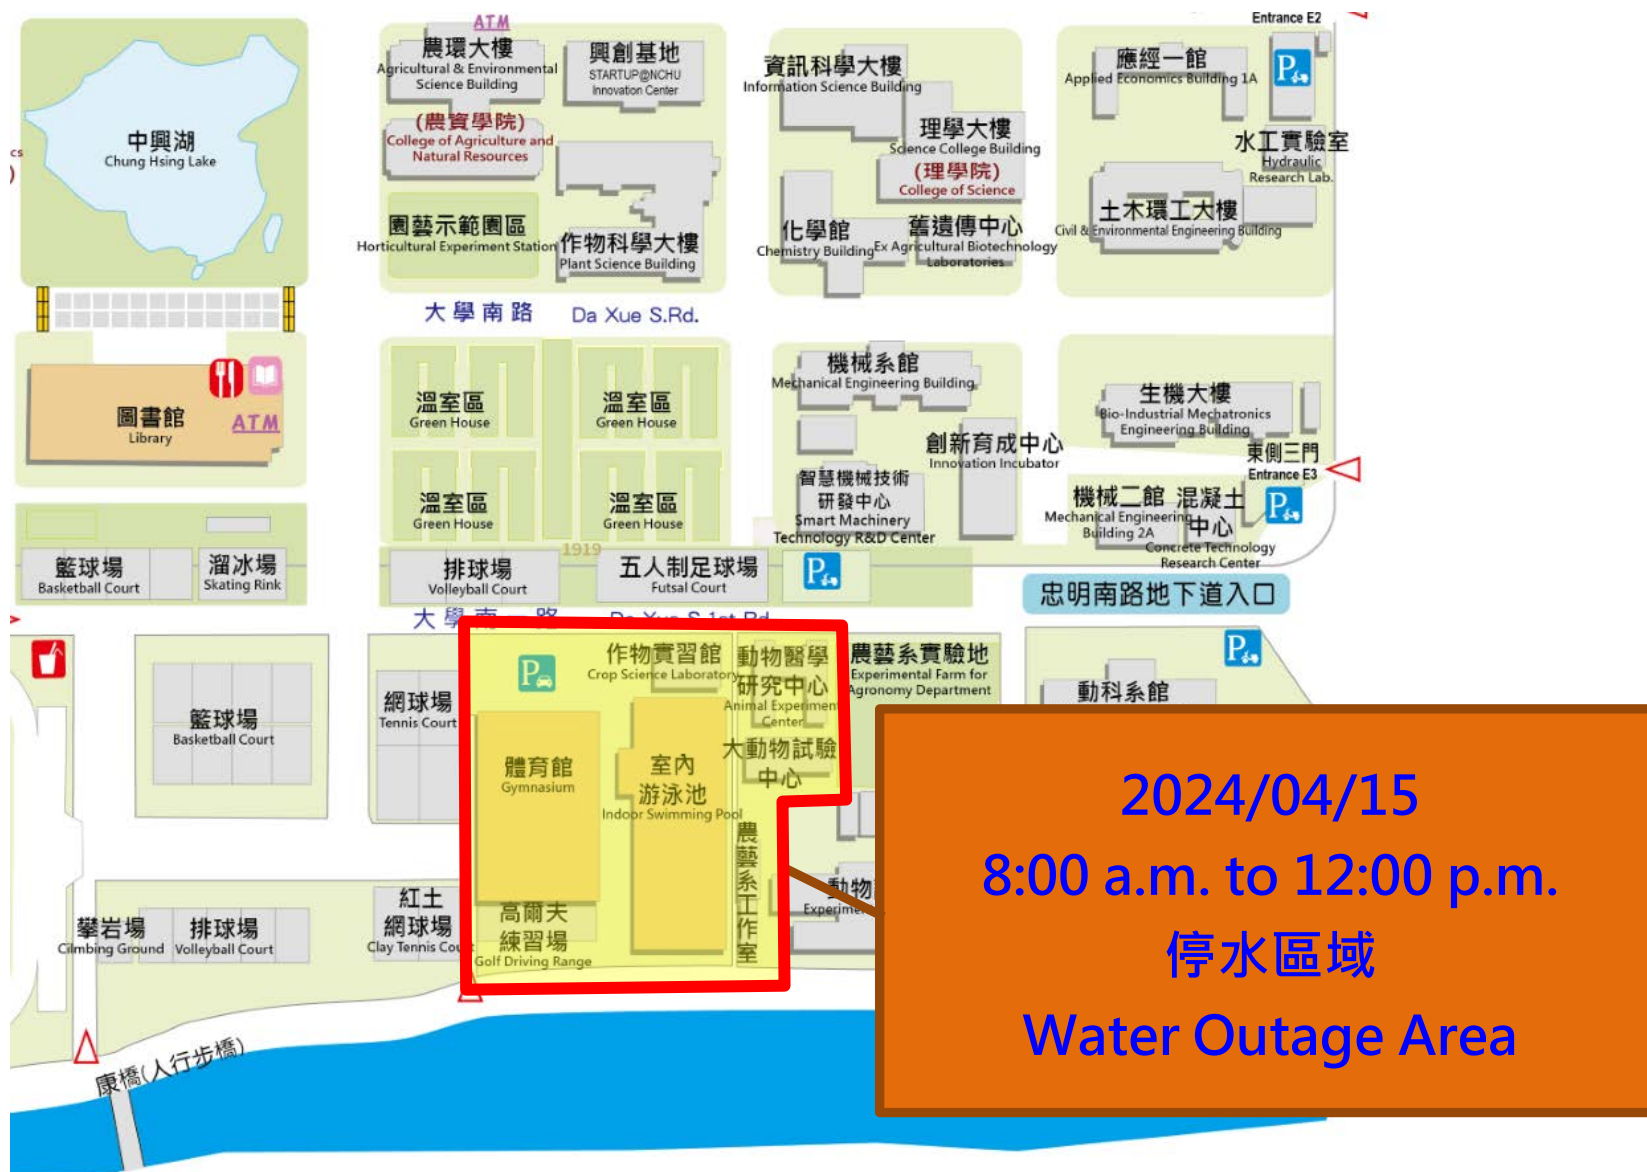 Entrance E2
ATM
農環大樓
Agricultural & Environmental
Science Building
興創基地
STARTUP@NCHU
Innovation Center
資訊科學大樓
Information Science Building
應經一館
Applied Economics Building 1A
P
中興湖
Chung Hsing Lake
cs
)
(農資學院)
College of Agriculture and
Natural Resources
理學大樓
Science College Building
(理學院)
College of Science
水工實驗室
Hydraulic
Research Lab.
園藝示範園區
Horticultural Experiment Station
作物科學大樓
Plant Science Building
化學館
Chemistry Building
舊遺傳中心
Ex Agricultural Biotechnology
Laboratories
土木環工大樓
Civil & Environmental Engineering Building
大學南路 Da Xue S.Rd.
圖書館
Library
ATM
溫室區
Green House
溫室區
Green House
溫室區
Green House
溫室區
Green House
機械系館
Mechanical Engineering Building
生機大樓
Bio-Industrial Mechatronics
Engineering Building
創新育成中心
Innovation Incubator
東側三門
Entrance E3
智慧機械技術
研發中心
Smart Machinery
Technology R&D Center
機械二館
Mechanical Engineering
Building 2A
混凝土
中心
Concrete Technology
Research Center
P
1919
籃球場
Basketball Court
溜冰場
Skating Rink
排球場
Volleyball Court
五人制足球場
Futsal Court
P
忠明南路地下道入口
大學南 路 Da Xue S.1st Rd.
P
作物實習館
Crop Science Laboratory
動物醫學
研究中心
Animal Experiment
Center
農藝系實驗地
Experimental Farm for
Agronomy Department
P
動科系館
籃球場
Basketball Court
網球場
Tennis Court
體育館
Gymnasium
室內
游泳池
Indoor Swimming Pool
大動物試驗
中心
農藝系工作室
動物
Experime
攀岩場
Cilmbing Ground
排球場
Volleyball Court
紅土
網球場
Clay Tennis Cou
高爾夫
練習場
Golf Driving Range
康橋(人行步橋)
2024/04/15
8:00 a.m. to 12:00 p.m.
停水區域
Water Outage Area